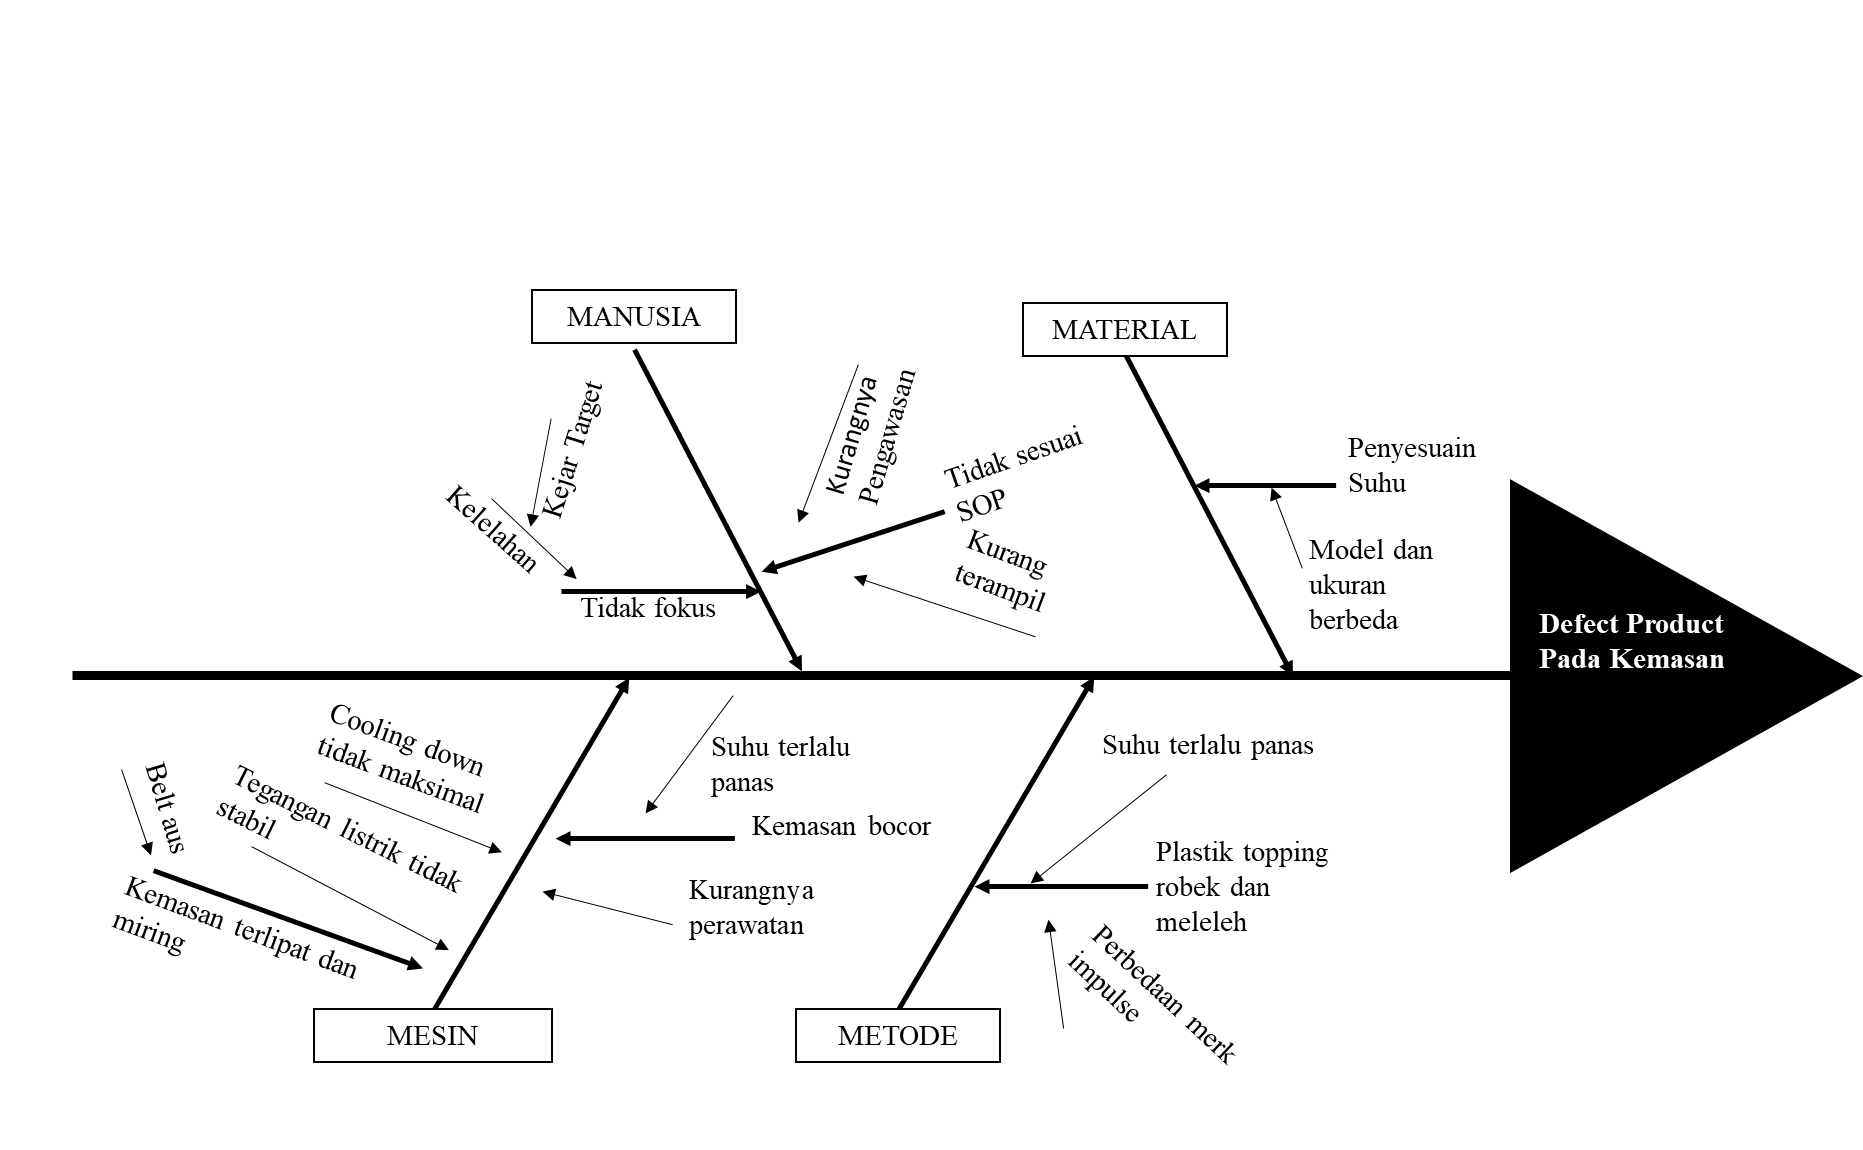 MANUSIA
MATERIAL
Kejar Target
Kelelahan
Tidak fokus
Kurangnya
Pengawasan
Tidak sesuai
SOP
Kurang
terampil
Penyesuain
Suhu
Model dan
ukuran
berbeda
Defect Product
Pada Kemasan
Cooling down
tidak maksimal
Tegangan listrik tidak
stabil
Belt aus
Kemasan terlipat dan
miring
Suhu terlalu
panas
Kemasan bocor
Kurangnya
perawatan
Suhu terlalu panas
Plastik topping
robek dan
meleleh
Perbedaan merk
impulse
MESIN
METODE